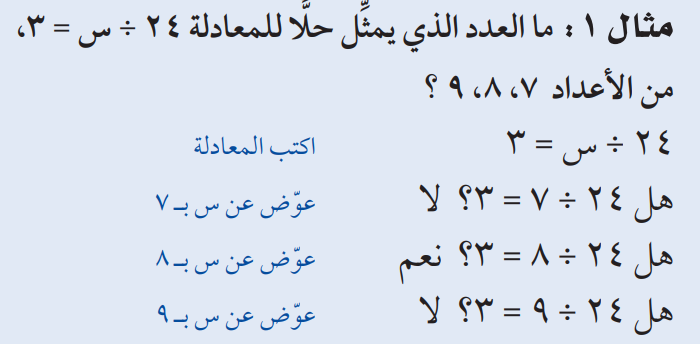 مثال ١ : ما العدد الذي يمثِّل حلًّا للمعادلة ٢٤ ÷ س = ٣،
من الأعداد ٧، ٨، ٩ ؟
٢٤ ÷ س = ٣ اكتب المعادلة
هل ٢٤ ÷ ٧ = ٣؟ لا عوّض عن س بـ ٧
هل ٢٤ ÷ ٨ = ٣؟ نعم عوّض عن س بـ ٨
هل ٢٤ ÷ ٩ = ٣؟ لا عوّض عن س بـ ٩